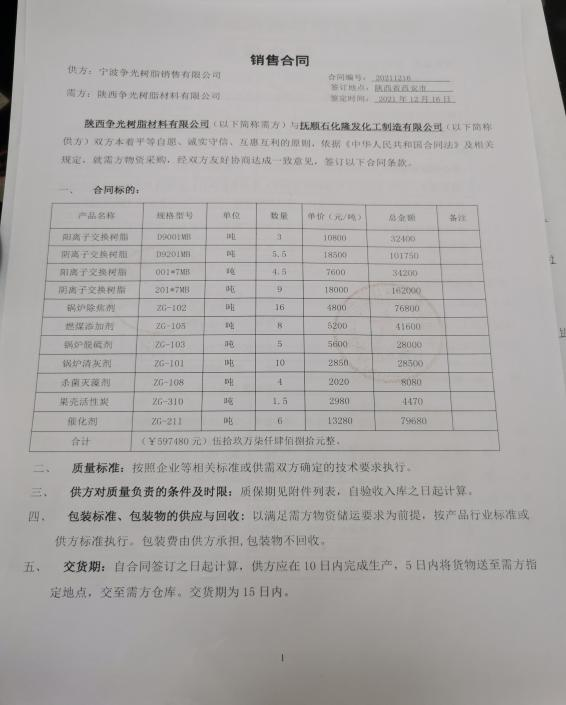 销售合同
供方：宁波争光树脂销售有限公司
合同编号：20211216
签订地点：陕西省西安市
需方：陕西争光树脂材料有限公司
签定时间：2021年12月16日
陕西争光树脂材料有限公司（以下简称需方）与抚顺石化隆发化工制造有限公司（以下简称
供方）双方本着平等自愿、诚实守信、互惠互利的原则，依据《中华人民共和国合同法》及相关
规定，就需方物资采购，经双方友好协商达成一致意见，签订以下合同条款。
一、 合同标的：
产品名称 规格型号 单位 数量 单价（元/吨） 总金额 备注
阳离子交换树脂 D9001MB 吨 3 10800 32400
阴离子交换树脂 D9201MB 吨 5.5 18500 101750
阳离子交换树脂 001*7MB 吨 4.5 7600 34200
阴离子交换树脂 201*7MB 吨 9 18000 162000
锅炉除焦剂 ZG-102 吨 16 4800 76800
燃煤添加剂 ZG-105 吨 8 5200 41600
锅炉脱硫剂 ZG-103 吨 5 5600 28000
锅炉清灰剂 ZG-101 吨 10 2850 28500
杀菌灭藻剂 ZG-108 吨 4 2020 8080
果壳活性炭 ZG-310 吨 1.5 2980 4470
催化剂 ZG-211 吨 6 13280 79680
合计 （￥597480元）伍拾玖万柒仟肆佰捌拾元整。
二、 质量标准：按照企业等相关标准或供需双方确定的技术要求执行。
三、 供方对质量负责的条件及时限：质保期见附件列表，自验收入库之日起计算。
四、 包装标准、包装物的供应与回收：以满足需方物资储运要求为前提，按产品行业标准或
供方标准执行。包装费由供方承担,包装物不回收。
五、 交货期：自合同签订之日起计算，供方应在10日内完成生产，5日内将货物送至需方指
定地点，交至需方仓库。交货期为15日内。
1